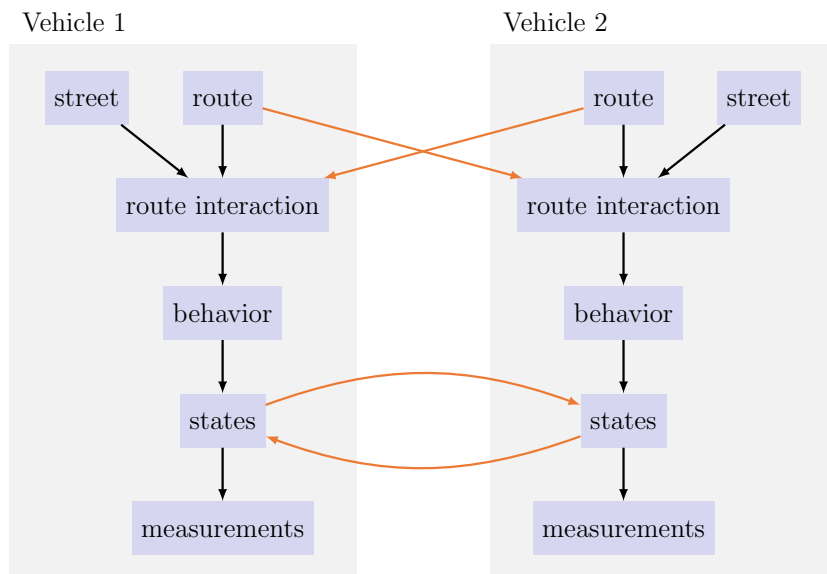 Vehicle 1
street
route
route interaction
behavior
states
measurements
Vehicle 2
route
street
route interaction
behavior
states
measurements